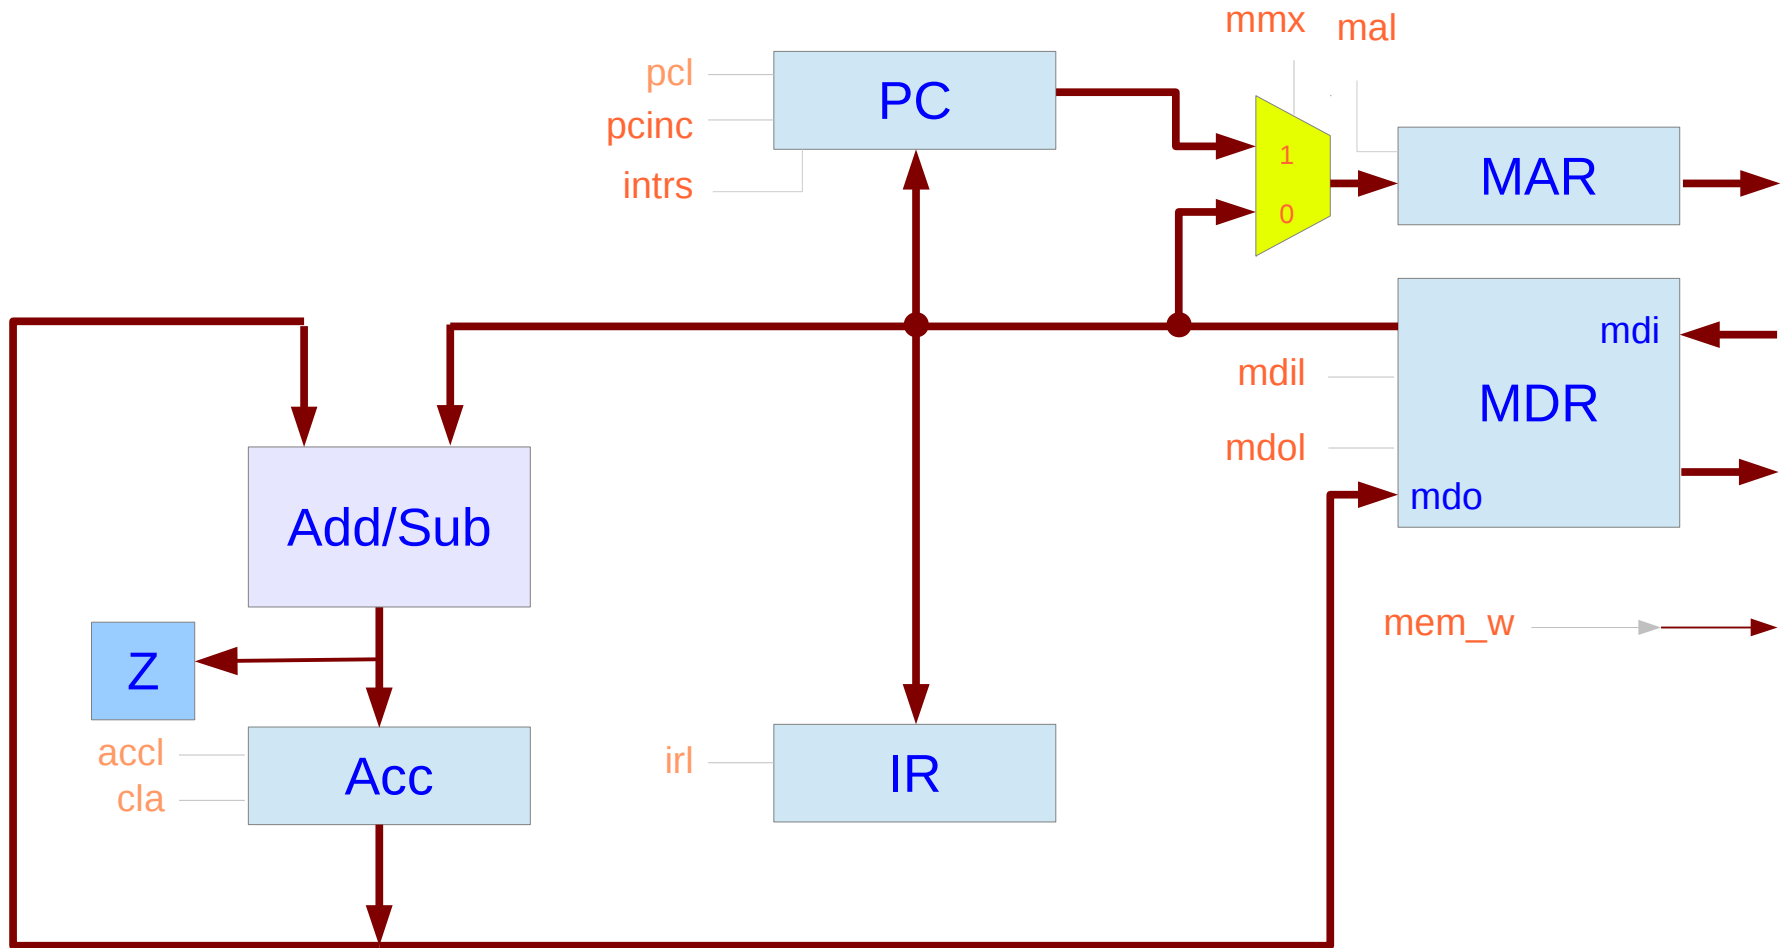 mmx
mal
pcl
PC
pcinc
intrs
1
0
MAR
mdi
mdil
MDR
mdol
mdo
Add/Sub
mem_w
Z
accl
Acc
cla
irl
IR